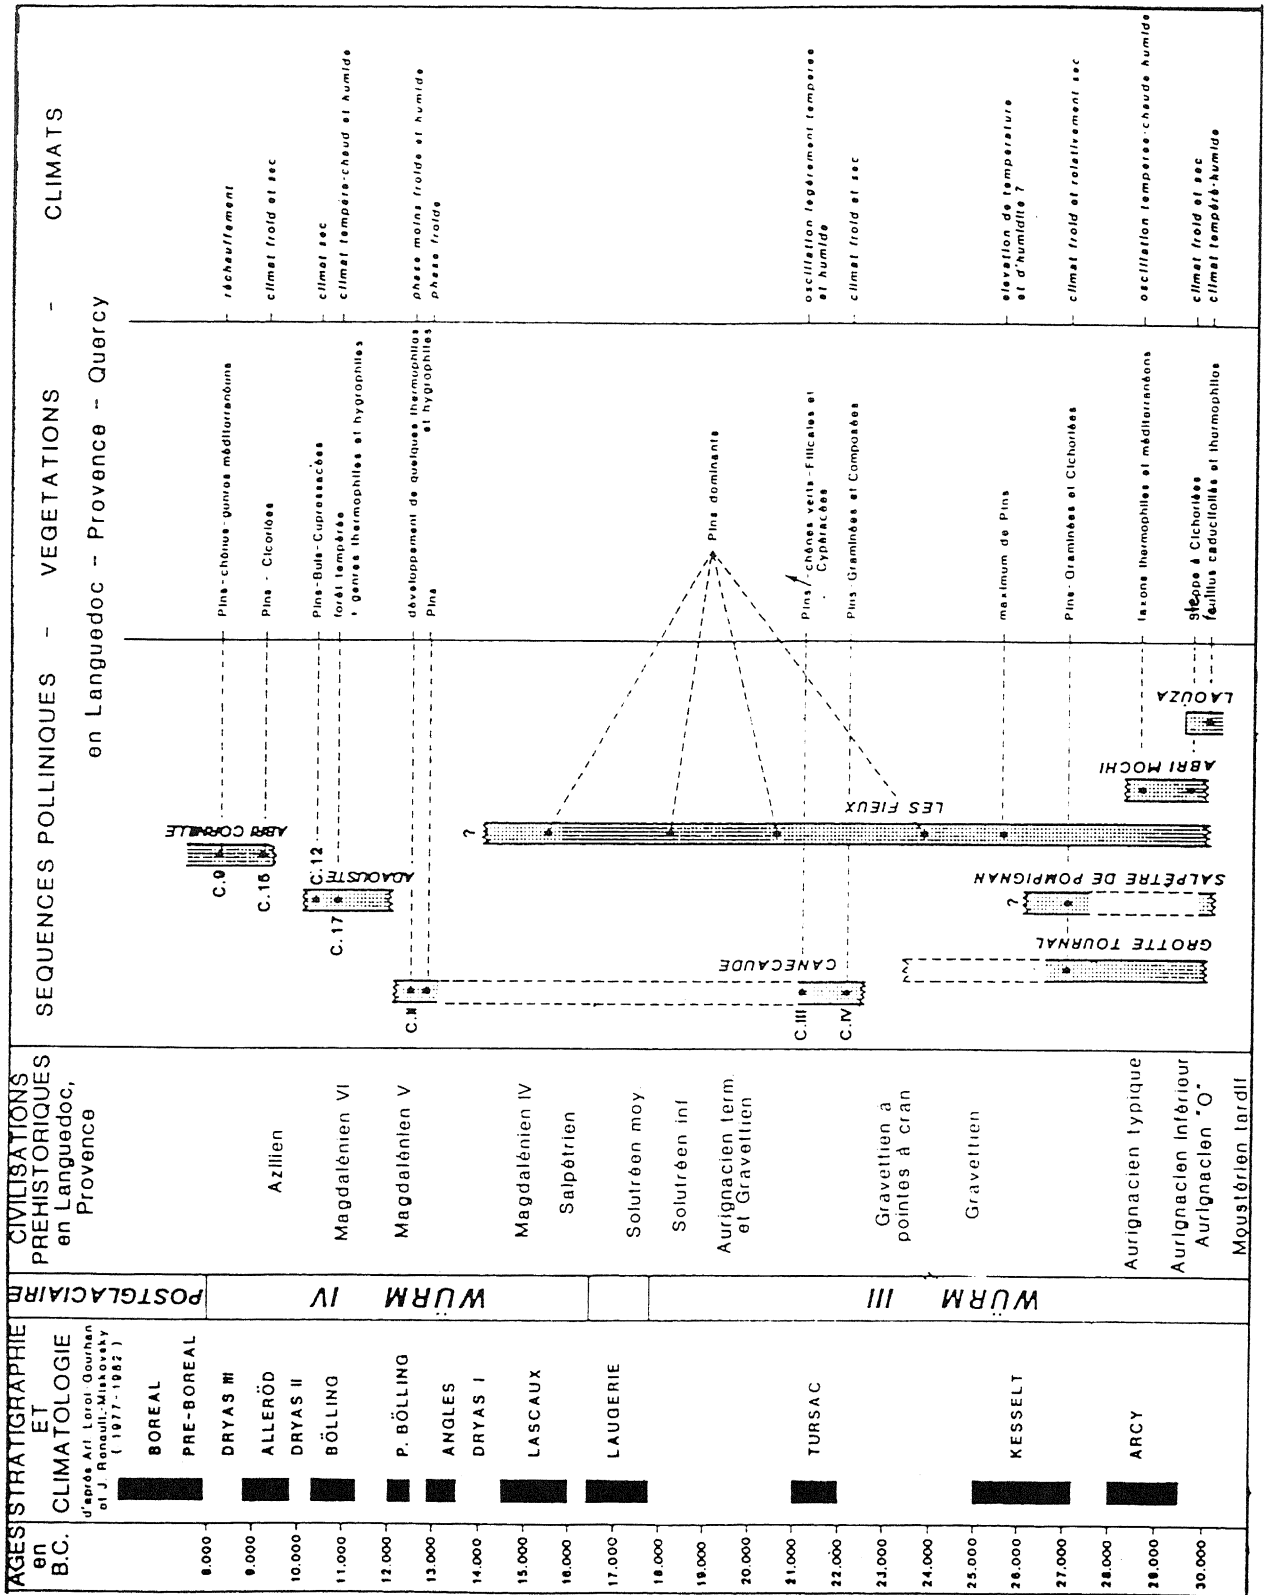 AGES
en
B.C.
STRATIGRAPHIE
ET
CLIMATOLOGIE
d'après Arl. Leroi-Gourhan
et J. Renault-Miskovsky
(1977-1982)
CIVILISATIONS
PREHISTORIQUES
en Languedoc,
Provence
SEQUENCES POLLINIQUES - VEGETATIONS - CLIMATS
en Languedoc - Provence - Quercy
8.000
9.000
10.000
11.000
12.000
13.000
14.000
15.000
16.000
17.000
18.000
19.000
20.000
21.000
22.000
23.000
24.000
25.000
26.000
27.000
28.000
29.000
30.000
BOREAL
PRE-BOREAL
DRYAS III
ALLERÖD
DRYAS II
BÖLLING
P. BÖLLING
ANGLES
DRYAS I
LASCAUX
LAUGERIE
TURSAC
KESSELT
ARCY
POSTGLACIAIRE
WÜRM IV
WÜRM III
Azilien
Magdalénien VI
Magdalénien V
Magdalénien IV
Salpêtrien
Solutréen moy.
Solutréen inf
Aurignacien term.
et Gravettien
Gravettien a
pointes à cran
Gravettien
Aurignacien typique
Aurignacien Inférieur
Aurignacien "O"
Moustérien tardif
C.9
C.15
ABRI CORNILLE
C.12
C.17
ADAOUSTE
C.II
C.III
C.IV
CANECAUDE
?
LES FIEUX
?
SALPÊTRE DE POMPIGNAN
GROTTE TOURNAL
ABRI MOCHI
LAOUZA
Pins-chênes-genres méditerranéens
Pins - Cicoriées
Pins-Buis-Cupressacées
forêt tempérée
+ genres thermophiles et hygrophiles
développement de quelques thermophiles
et hygrophiles
Pins
Pins dominants
Pins-chênes verts-Filicales et
Cypéracées
Pins-Graminées et Composées
maximum de Pins
Pins-Graminées et Cichoriées
taxons thermophiles et méditerranéens
Steppe à Cichoriées
feuillus caducifoliés et thermophiles
réchauffement
climat froid et sec
climat sec
climat tempéré-chaud et humide
phase moins froide et humide
phase froide
oscillation legèrement temperee
et humide
climat froid et sec
elevation de temperature
et d'humidite ?
climat froid et relativement sec
oscillation temperee-chaude humide
climat froid et sec
climat tempéré-humide